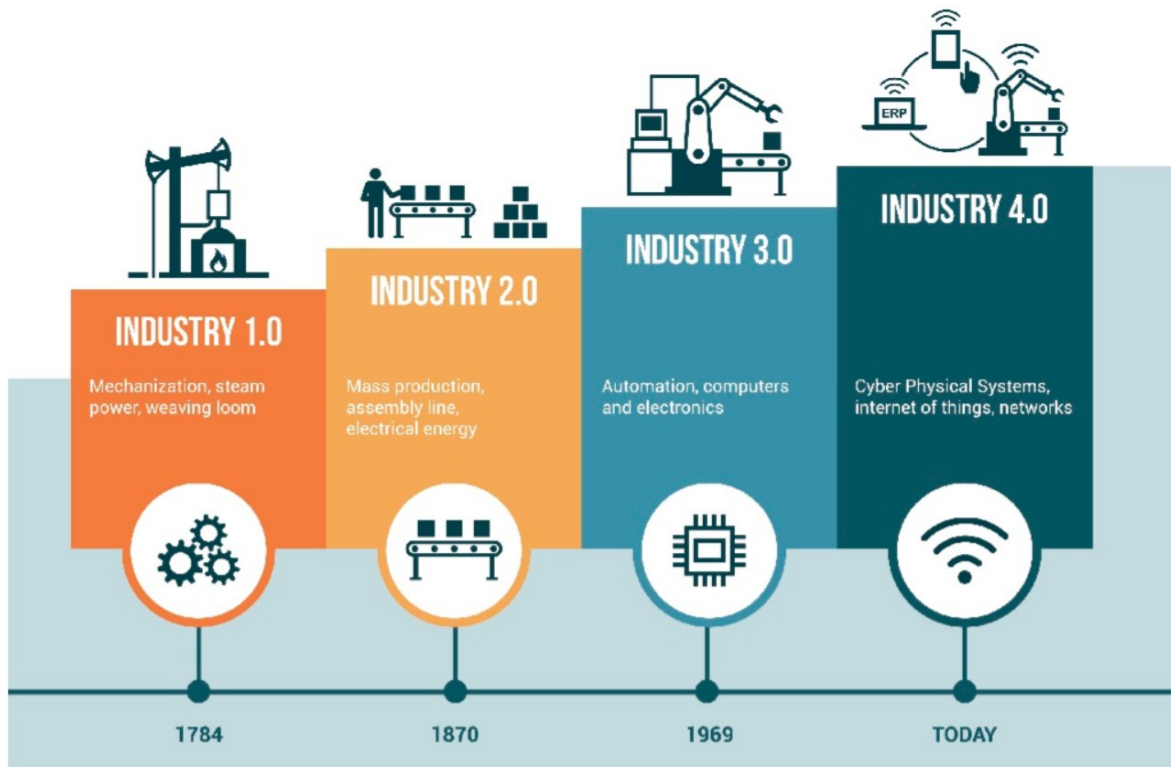 ERP
INDUSTRY 1.0
Mechanization, steam
power, weaving loom
INDUSTRY 2.0
Mass production,
assembly line,
electrical energy
INDUSTRY 3.0
Automation, computers
and electronics
INDUSTRY 4.0
Cyber Physical Systems,
internet of things, networks
1784
1870
1969
TODAY